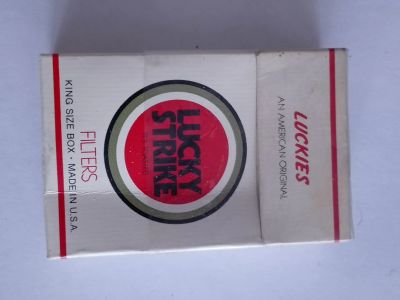 LUCKIES
AN AMERICAN ORIGINAL
LUCKY
STRIKE
FILTERS
KING SIZE BOX • MADE IN U.S.A.